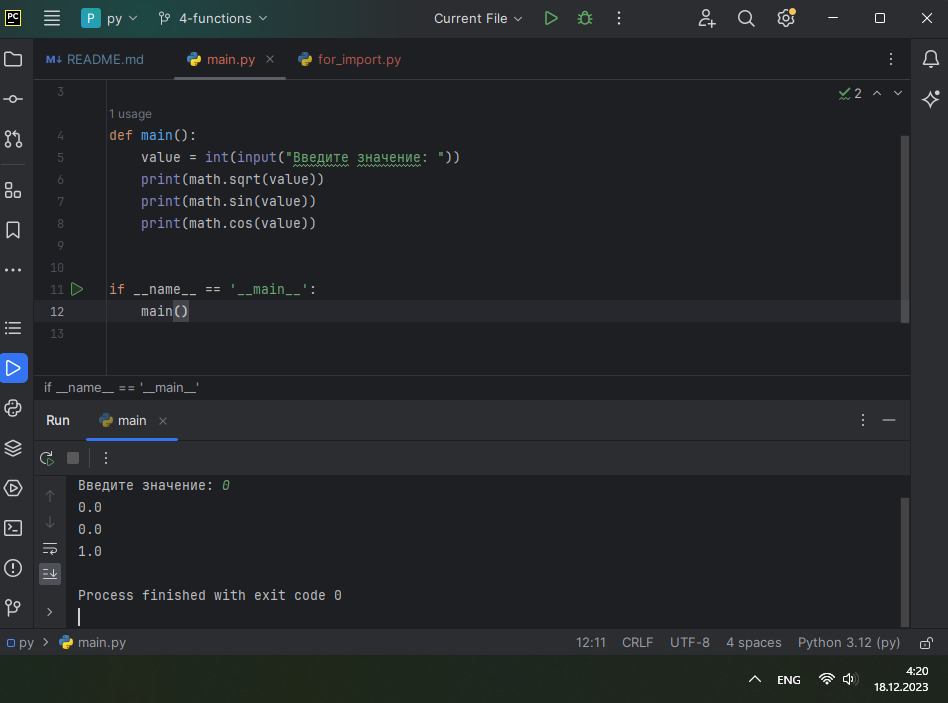 PC P py 4-functions Current File
M↓ README.md main.py for_import.py
3 2
1 usage
4 def main():
5 value = int(input("Введите значение: "))
6 print(math.sqrt(value))
7 print(math.sin(value))
8 print(math.cos(value))
9
10
11 if __name__ == '__main__':
12 main()
13
if __name__ == '__main__'
Run main
Введите значение: 0
0.0
0.0
1.0
Process finished with exit code 0
py main.py 12:11 CRLF UTF-8 4 spaces Python 3.12 (py)
ENG
4:20
18.12.2023